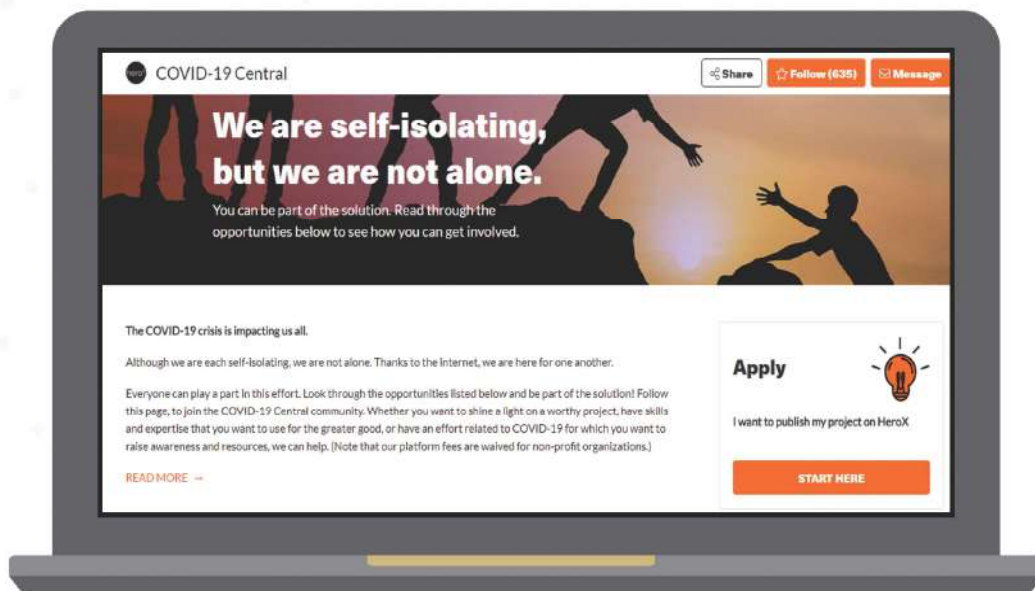 hero
COVID-19 Central
Share
Follow (635)
Message
We are self-isolating,
but we are not alone.
You can be part of the solution. Read through the
opportunities below to see how you can get involved.
The COVID-19 crisis is impacting us all.
Although we are each self-isolating, we are not alone. Thanks to the internet, we are here for one another.
Everyone can play a part in this effort. Look through the opportunities listed below and be part of the solution! Follow
this page, to join the COVID-19 Central community. Whether you want to shine a light on a worthy project, have skills
and expertise that you want to use for the greater good, or have an effort related to COVID-19 for which you want to
raise awareness and resources, we can help. (Note that our platform fees are waived for non-profit organizations.)
READ MORE →
Apply
I want to publish my project on HeroX
START HERE